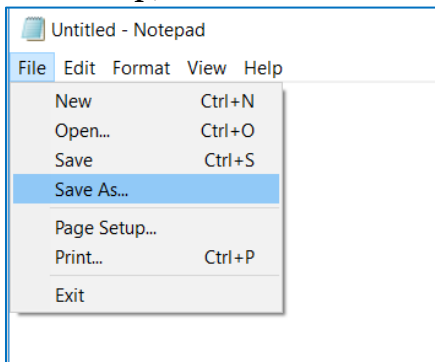 Untitled - Notepad
File Edit Format View Help
New Ctrl+N
Open... Ctrl+O
Save Ctrl+S
Save As...
Page Setup...
Print... Ctrl+P
Exit